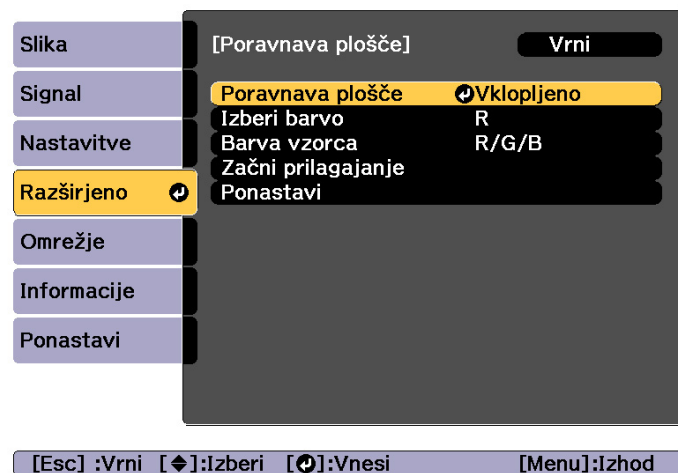 Slika
Signal
Nastavitve
Razširjeno
Omrežje
Informacije
Ponastavi
[Poravnava plošče] Vrni
Poravnava plošče Vklopljeno
Izberi barvo R
Barva vzorca R/G/B
Začni prilagajanje
Ponastavi
[Esc] :Vrni []:Izberi []:Vnesi [Menu]:Izhod